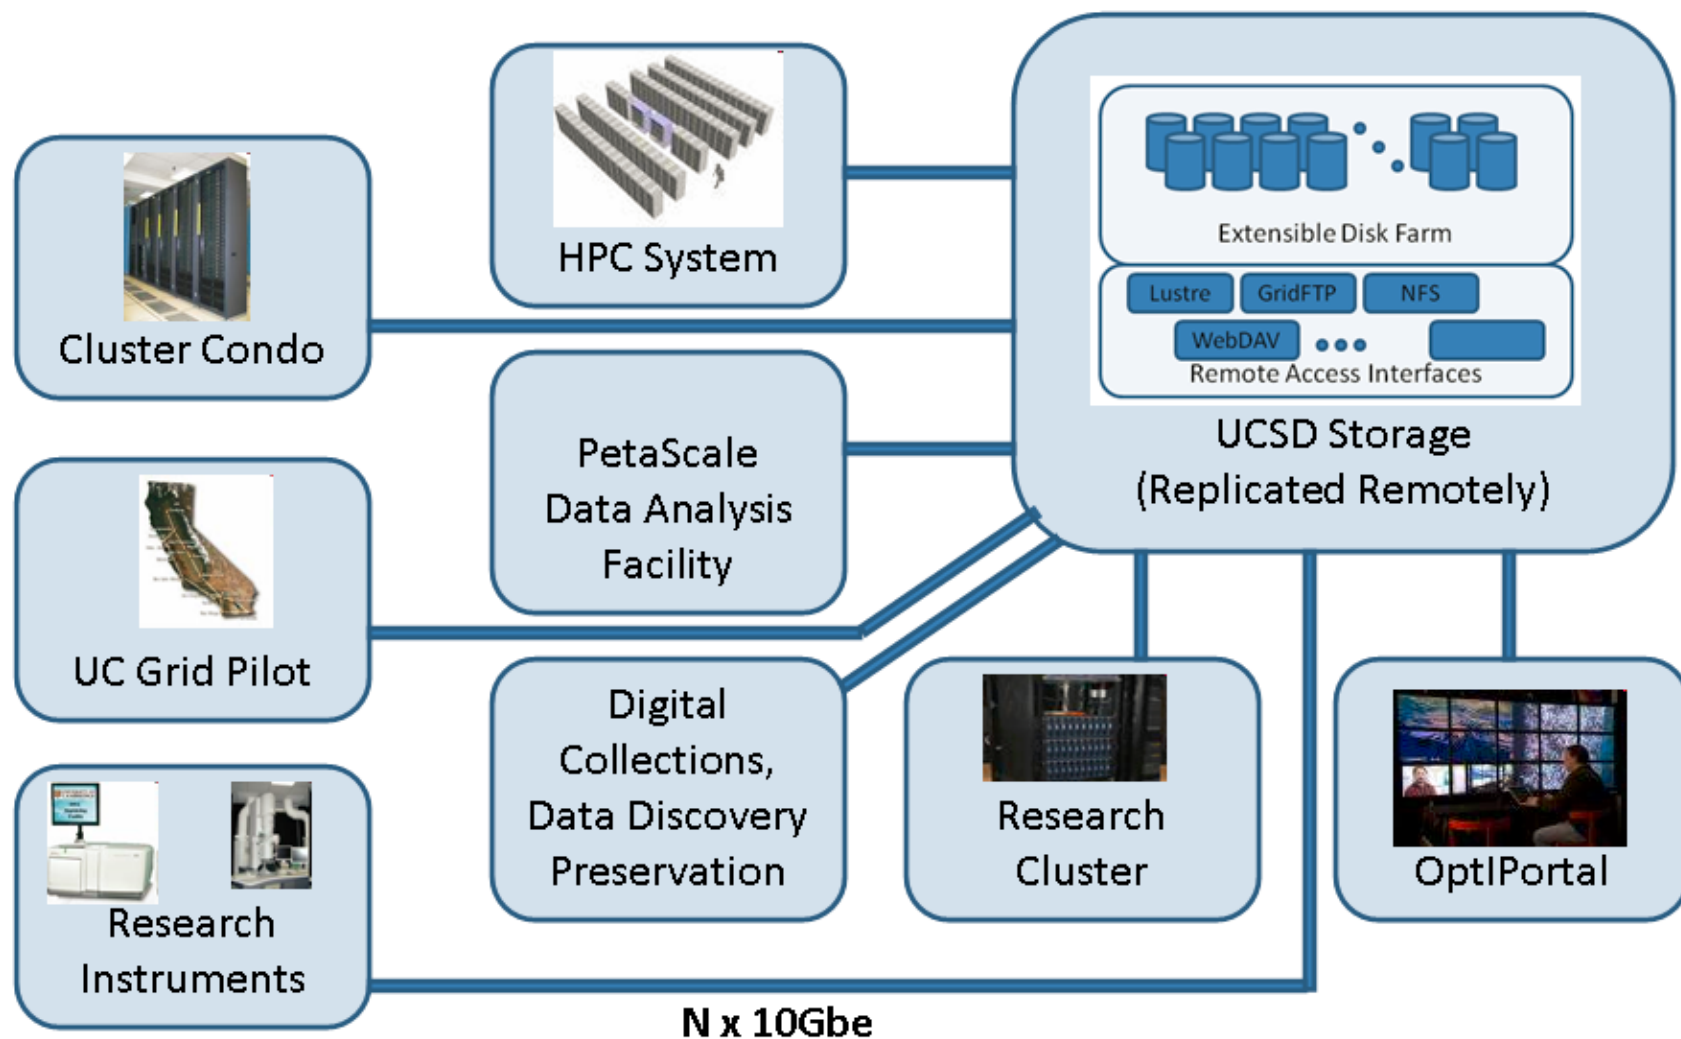 HPC System
Cluster Condo
Extensible Disk Farm
Lustre
GridFTP
NFS
WebDAV
Remote Access Interfaces
UCSD Storage
(Replicated Remotely)
PetaScale
Data Analysis
Facility
UC Grid Pilot
Digital
Collections,
Data Discovery
Preservation
Research
Cluster
OptIPortal
Research
Instruments
N x 10Gbe